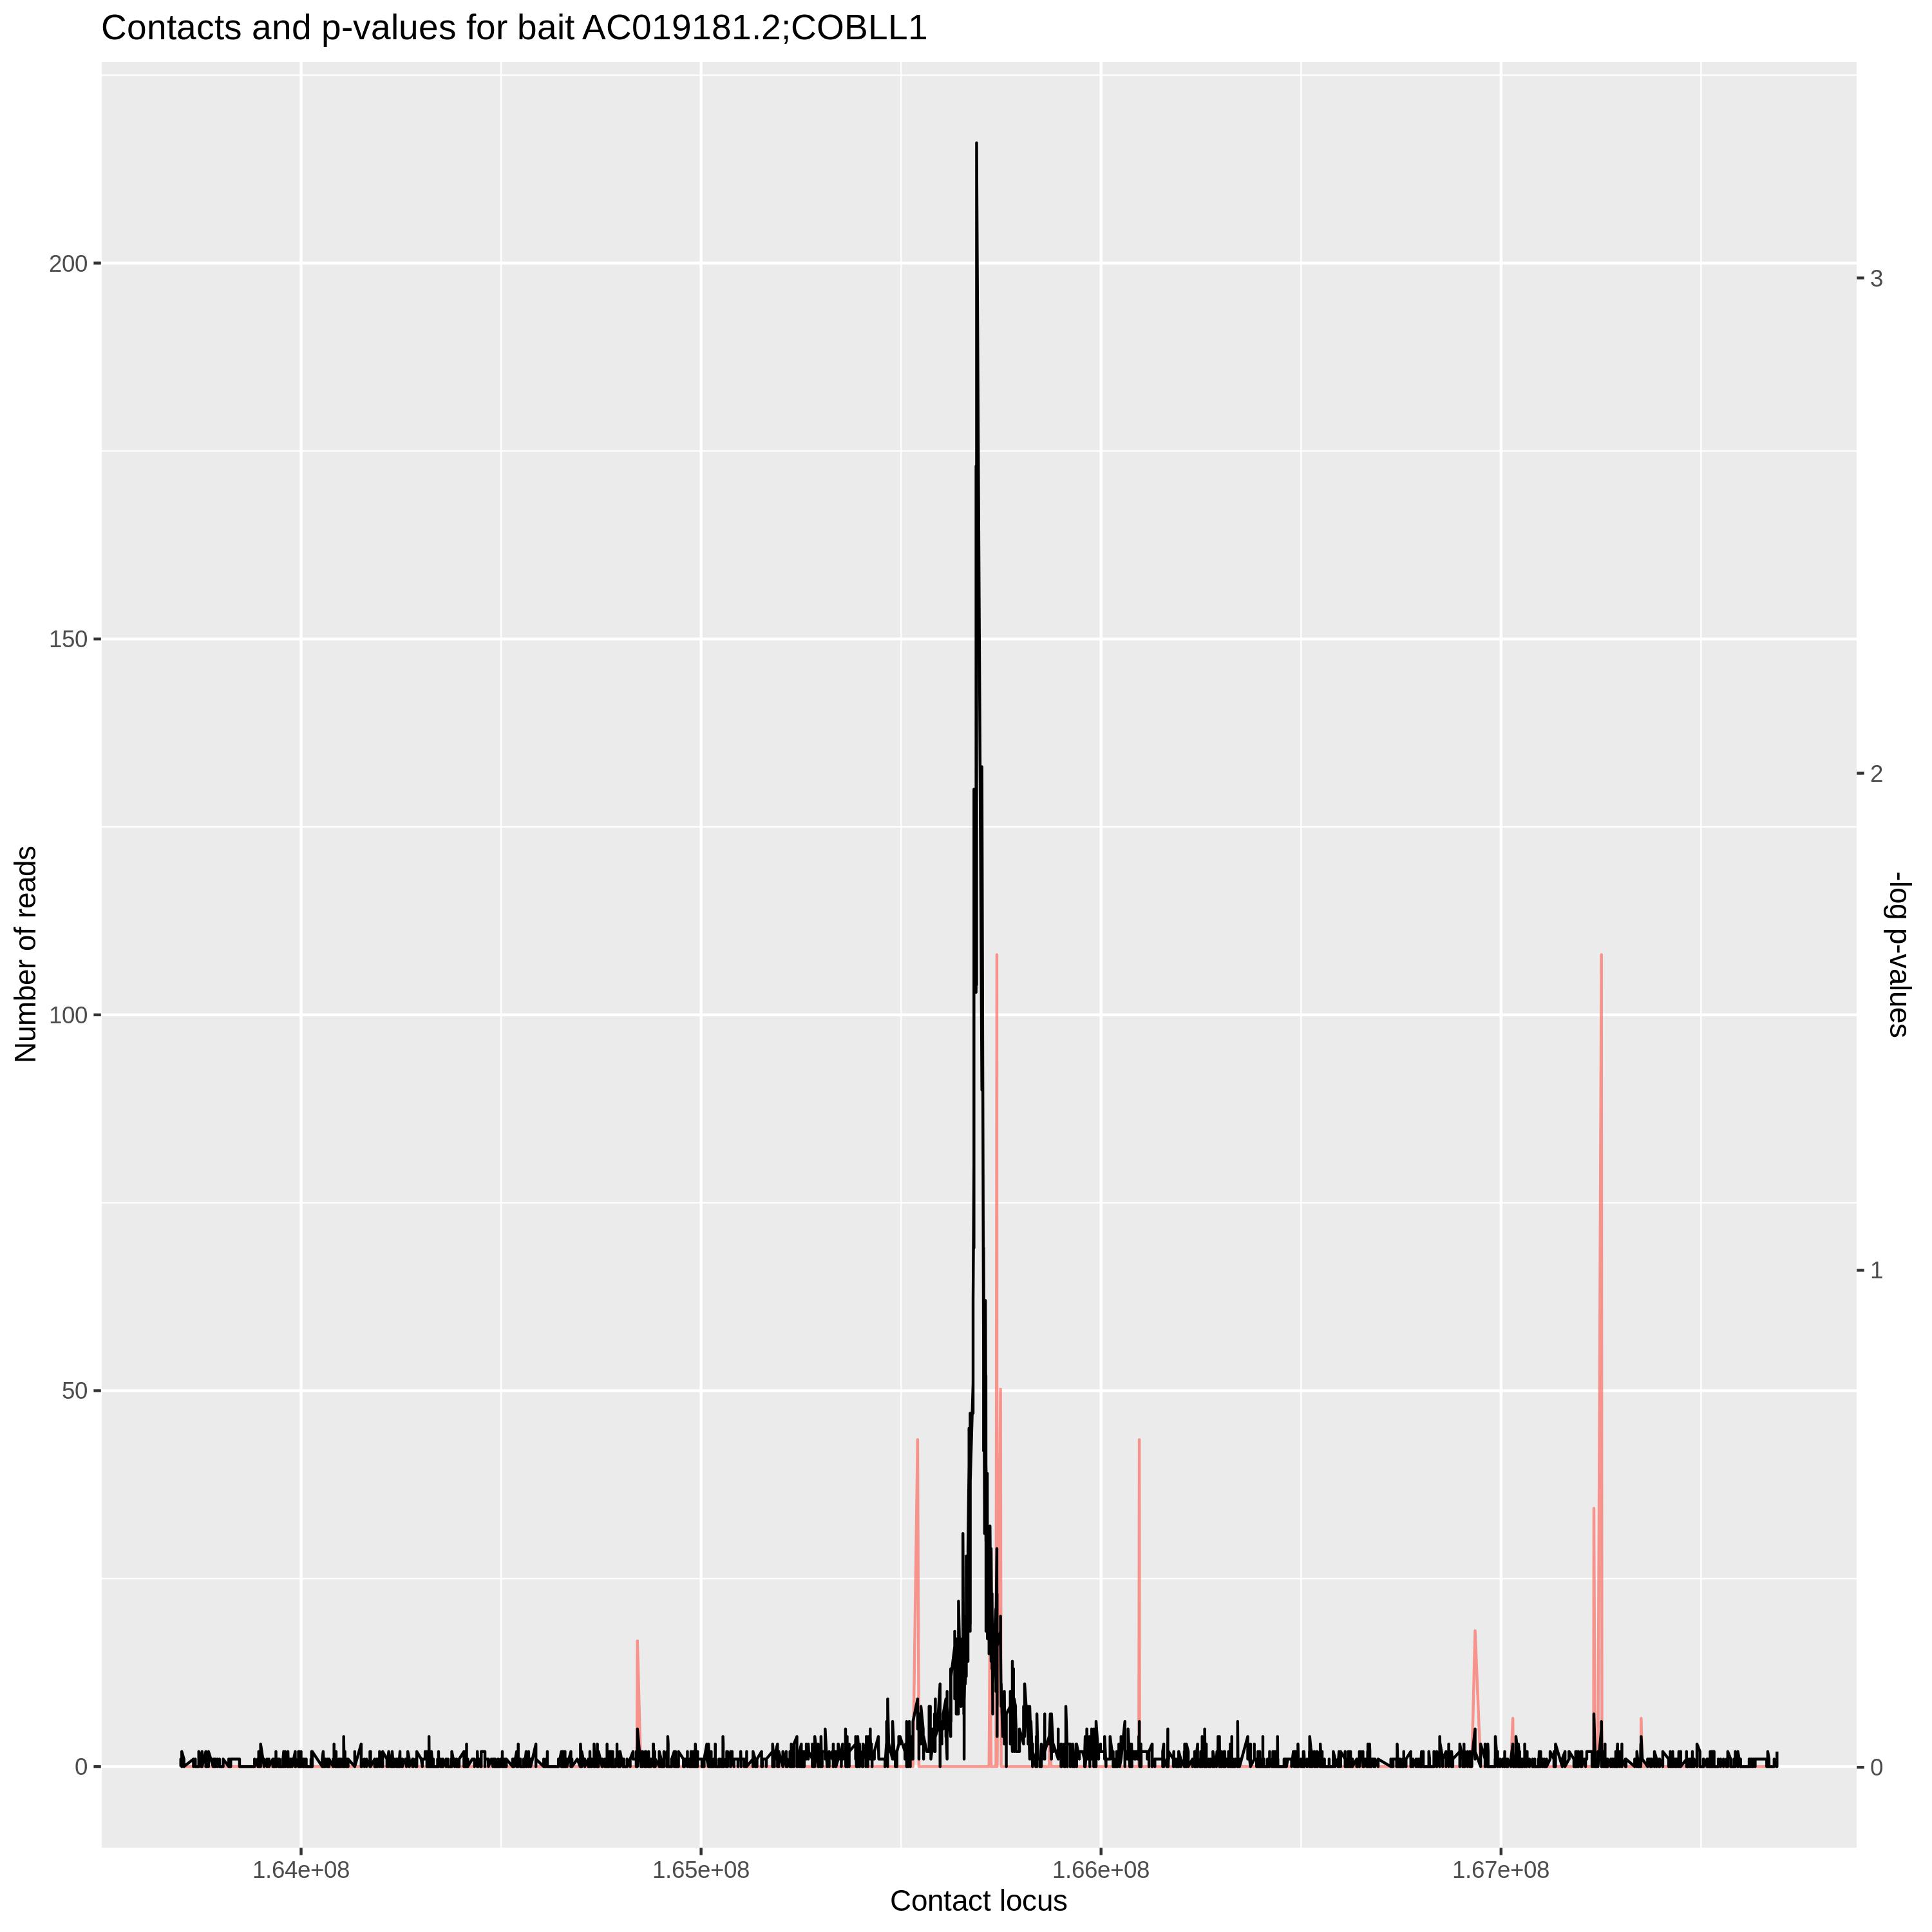 Contacts and p-values for bait AC019181.2;COBLL1
200
150
100
50
0
Number of reads
3
2
1
0
-log p-values
1.64e+08 1.65e+08 1.66e+08 1.67e+08
Contact locus